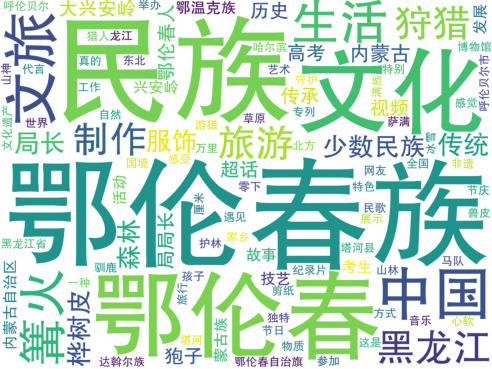 呼伦贝尔
大兴安岭
举办
鄂温克族
历史
生活
狩猎
发展
文旅
民族
猎人
龙江
山神
代言
真的
东北
鄂伦春人
哈尔滨
高考
内蒙古
博物馆
呼伦贝尔市
文化遗产
工作
兴安岭
艺术
守护
满族
特别
感觉
世界
自然
游猎
草原
传承
专列
视频
萨满
文化
局长
制作
服饰
旅游
北方
少数民族
冰雪
传统
国境
感受
万里
超话
全国
非遗
鄂伦春族
活动
厘米
零下
网友
特色
节庆
黑龙江省
森林
局局长
遇见
民歌
展示
兽皮
护林
家乡
故事
塔河县
马队
内蒙古自治区
篝火
桦树皮
驯鹿
一种
孩子
旅行
鄂伦春
技艺
纪录片
考生
山林
中国
剪纸
蒙古族
独特
节日
方式
音乐
心软
黑龙江
达斡尔族
塔河
狍子
物质
鄂伦春自治旗
参加
这是